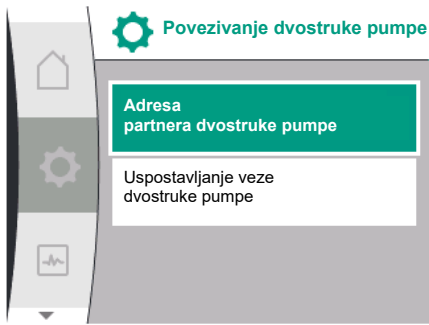 Povezivanje dvostruke pumpe
Adresa
partnera dvostruke pumpe
Uspostavljanje veze
dvostruke pumpe